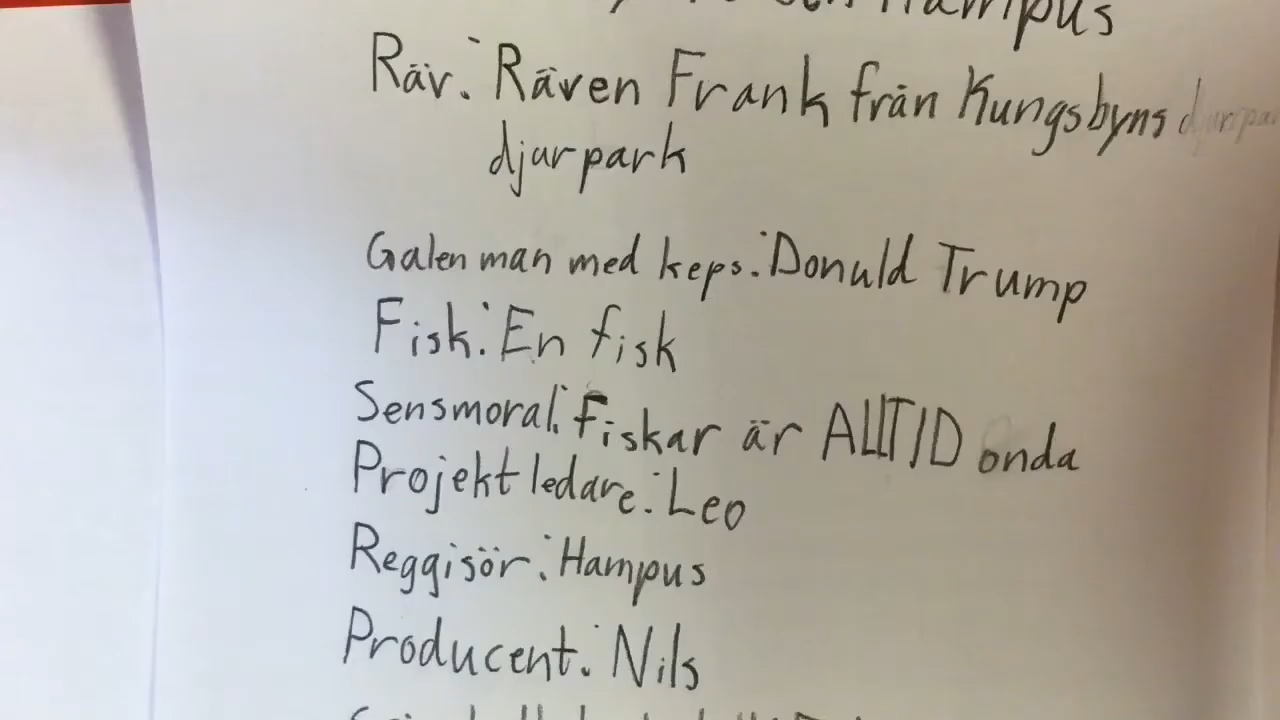 Hampus
Räv: Räven Frank från Kungsbyns
djurpark
Galen man med keps: Donald Trump
Fisk: En fisk
Sensmoral: Fiskar är ALLTID onda
Projektledare: Leo
Reggisör: Hampus
Producent: Nils